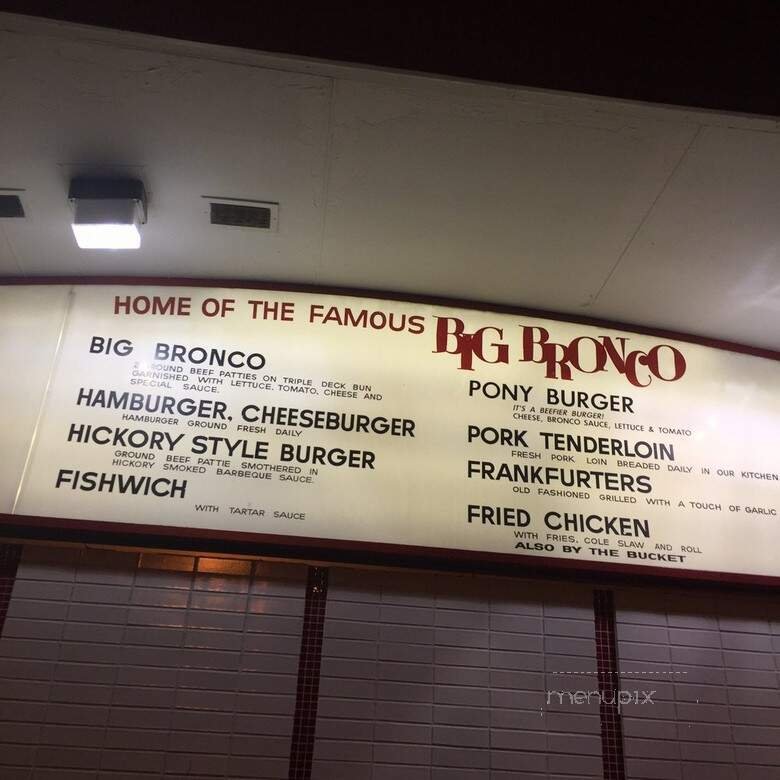 HOME OF THE FAMOUS BIG BRONCO
BIG BRONCO
2 ROUND BEEF PATTIES ON TRIPLE DECK BUN
GARNISHED WITH LETTUCE, TOMATO, CHEESE AND
SPECIAL SAUCE.
HAMBURGER, CHEESEBURGER
HAMBURGER GROUND FRESH DAILY
HICKORY STYLE BURGER
GROUND BEEF PATTIE SMOTHERED IN
HICKORY SMOKED BARBEQUE SAUCE.
FISHWICH
WITH TARTAR SAUCE
PONY BURGER
IT'S A BEEFIER BURGER!
CHEESE, BRONCO SAUCE, LETTUCE & TOMATO
PORK TENDERLOIN
FRESH PORK LOIN BREADED DAILY IN OUR KITCHEN
FRANKFURTERS
OLD FASHIONED GRILLED WITH A TOUCH OF GARLIC
FRIED CHICKEN
WITH FRIES, COLE SLAW AND ROLL
ALSO BY THE BUCKET
menupix